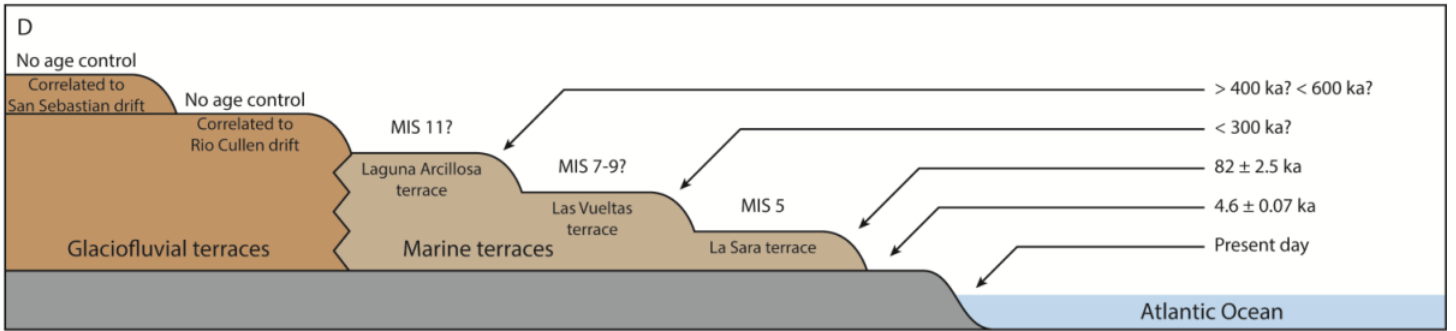 D
No age control
Correlated to
San Sebastian drift
No age control
Correlated to
Rio Cullen drift
MIS 11?
Laguna Arcillosa
terrace
MIS 7-9?
Las Vueltas
terrace
MIS 5
La Sara terrace
Glaciofluvial terraces
Marine terraces
> 400 ka? < 600 ka?
< 300 ka?
82 ± 2.5 ka
4.6 ± 0.07 ka
Present day
Atlantic Ocean